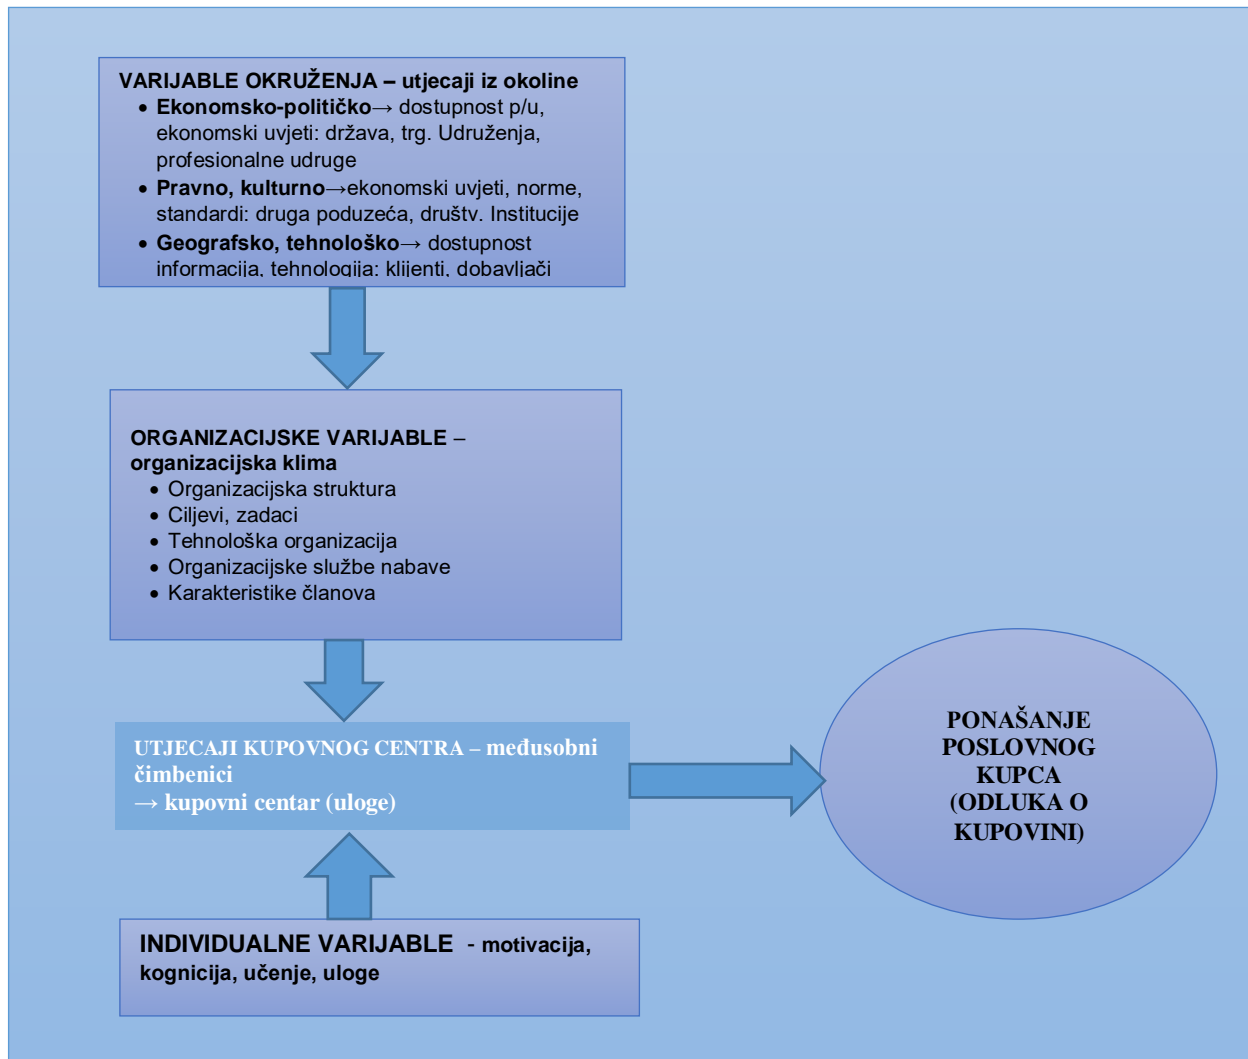 VARIJABLE OKRUŽENJA – utjecaji iz okoline
• Ekonomsko-političko→ dostupnost p/u,
ekonomski uvjeti: država, trg. Udruženja,
profesionalne udruge
• Pravno, kulturno→ekonomski uvjeti, norme,
standardi: druga poduzeća, društv. Institucije
• Geografsko, tehnološko→ dostupnost
informacija, tehnologija: klijenti, dobavljači
ORGANIZACIJSKE VARIJABLE –
organizacijska klima
• Organizacijska struktura
• Ciljevi, zadaci
• Tehnološka organizacija
• Organizacijske službe nabave
• Karakteristike članova
UTJECAJI KUPOVNOG CENTRA – međusobni
čimbenici
→ kupovni centar (uloge)
PONAŠANJE
POSLOVNOG
KUPCA
(ODLUKA O
KUPOVINI)
INDIVIDUALNE VARIJABLE - motivacija,
kognicija, učenje, uloge